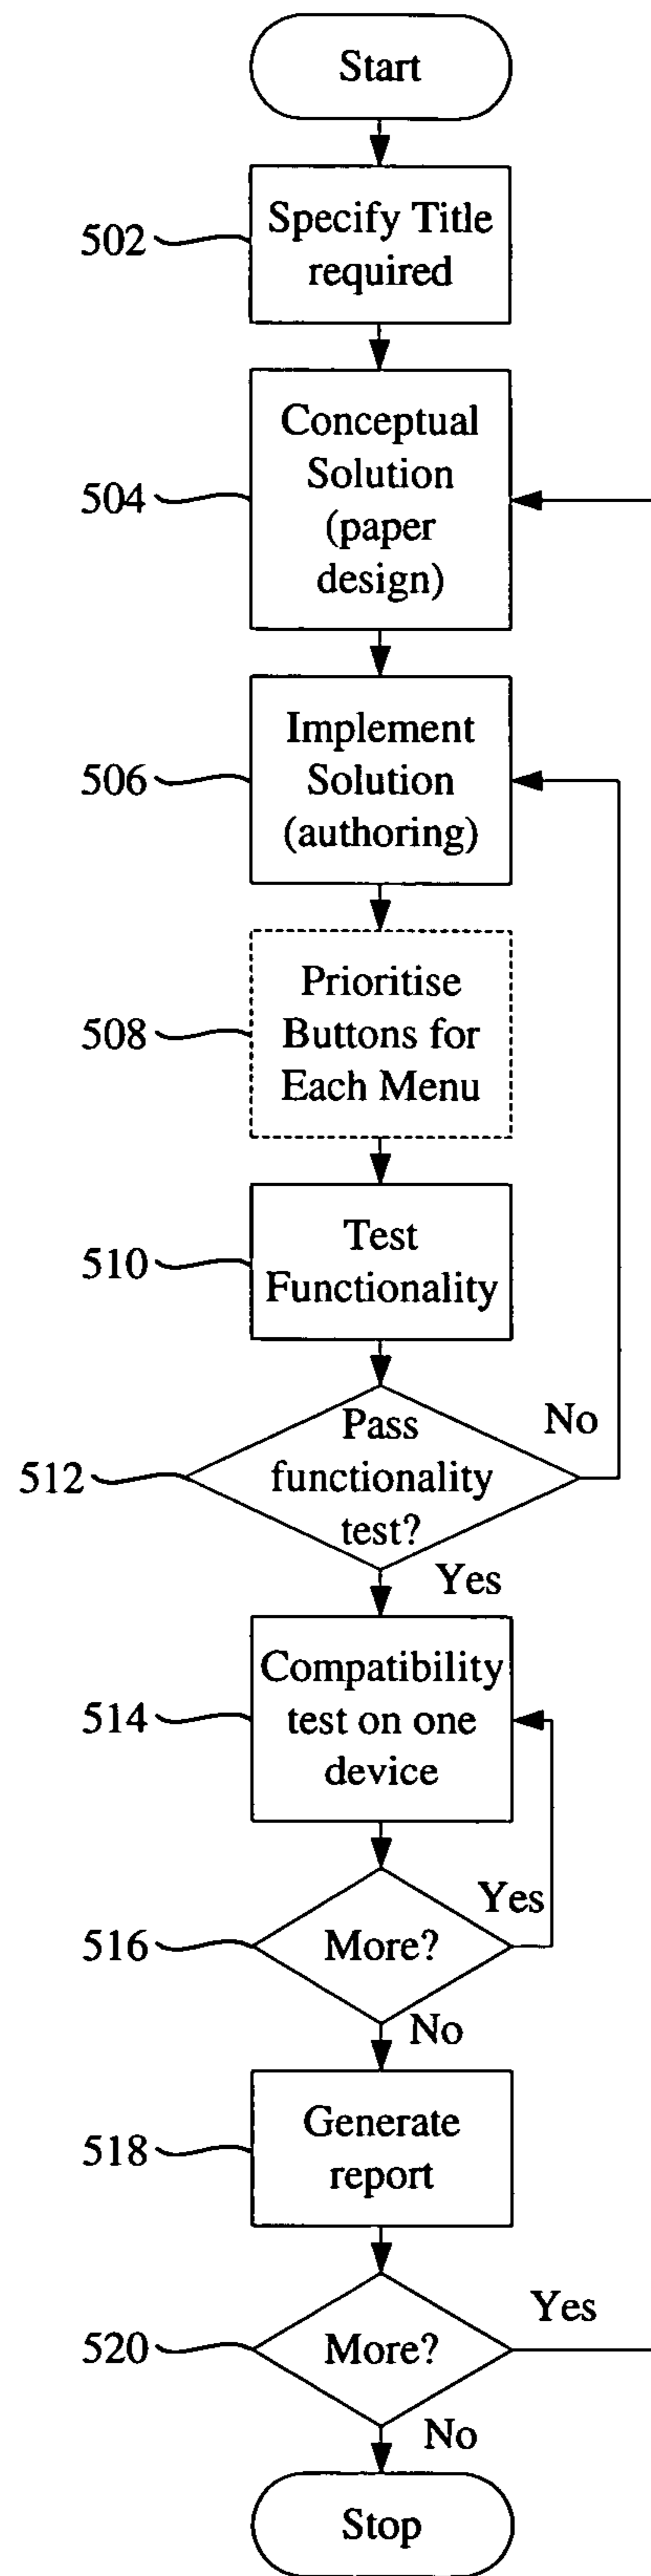 Start
502
Specify Title
required
504
Conceptual
Solution
(paper
design)
506
Implement
Solution
(authoring)
508
Prioritise
Buttons for
Each Menu
510
Test
Functionality
512
Pass
functionality
test?
No
Yes
514
Compatibility
test on one
device
516
More?
Yes
No
518
Generate
report
520
More?
Yes
No
Stop